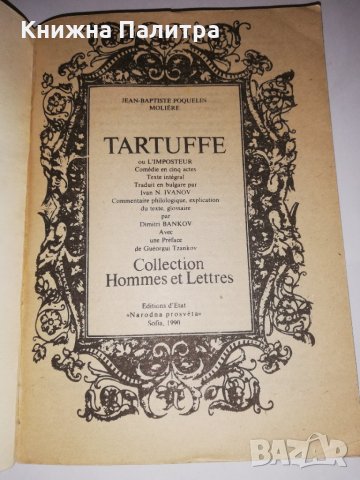 Книжна Палитра
JEAN-BAPTISTE POQUELIN
MOLIÈRE
TARTUFFE
ou L'IMPOSTEUR
Comédie en cinq actes
Texte intégral
Traduit en bulgare par
Ivan N. IVANOV
Commentaire philologique, explication
du texte, glossaire
par
Dimitri BANKOV
Avec
une Préface
de Gueorgui Tzankov
Collection
Hommes et Lettres
Editions d'Etat
«Narodna prosvéta»
Sofia, 1990
BAZAR